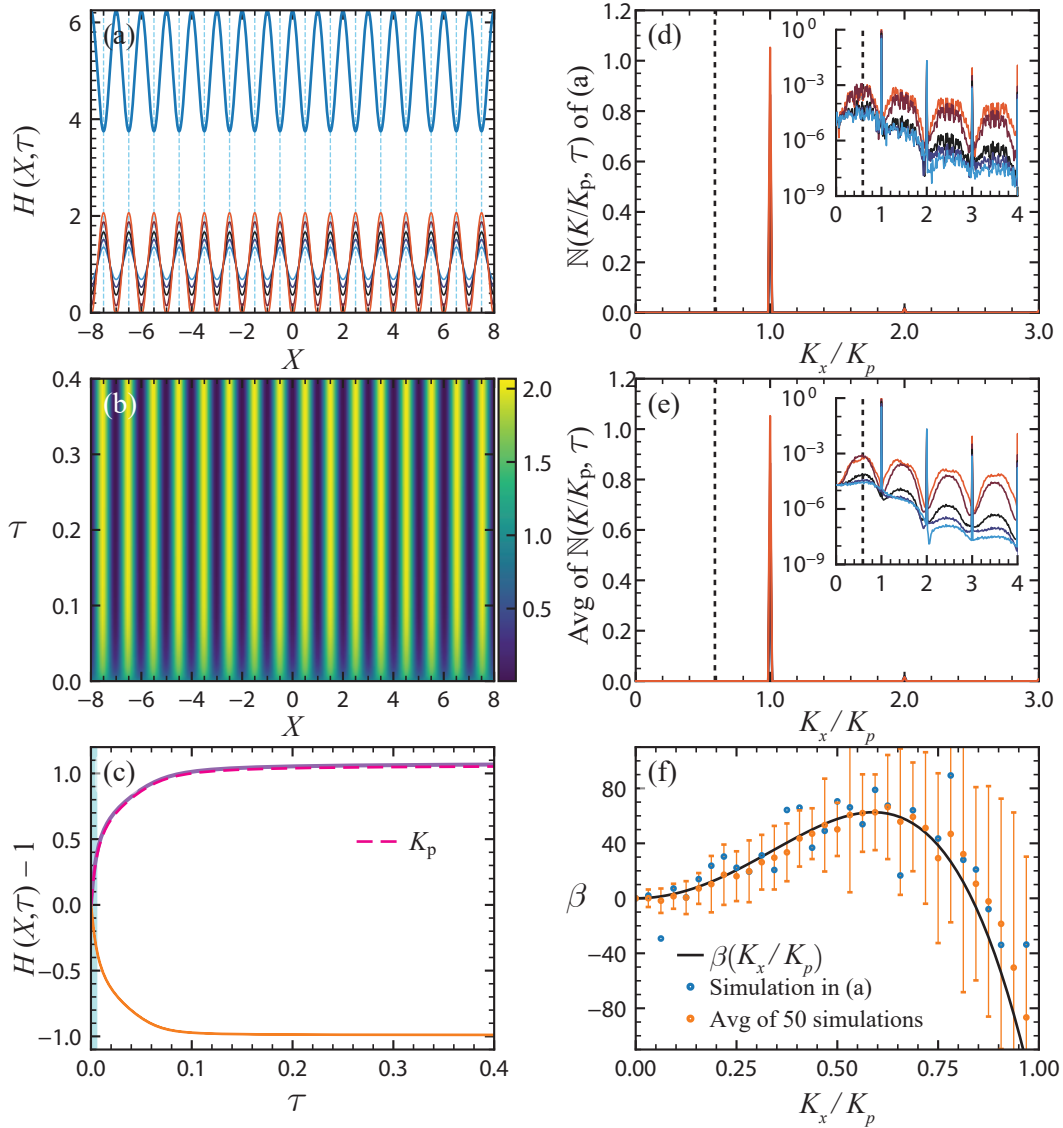 (a)
H (X,τ)
6
4
2
0
−8 −6 −4 −2 0 2 4 6 8
X
(d)
ℕ(K/Kp, τ) of (a)
1.2
1.0
0.8
0.6
0.4
0.2
0.0
0 1.0 2.0 3.0
Kx / Kp
10^0
10^−3
10^−6
10^−9
0 1 2 3 4
(b)
τ
0.4
0.3
0.2
0.1
0.0
−8 −6 −4 −2 0 2 4 6 8
X
2.0
1.5
1.0
0.5
(e)
Avg of ℕ(K/Kp, τ)
1.2
1.0
0.8
0.6
0.4
0.2
0.0
0 1.0 2.0 3.0
Kx / Kp
10^0
10^−3
10^−6
10^−9
0 1 2 3 4
(c)
H (X,τ) − 1
1.0
0.5
0.0
−0.5
−1.0
0.0 0.1 0.2 0.3 0.4
τ
Kp
(f)
β
80
40
0
−40
−80
0.00 0.25 0.50 0.75 1.00
Kx / Kp
β(Kx / Kp)
Simulation in (a)
Avg of 50 simulations